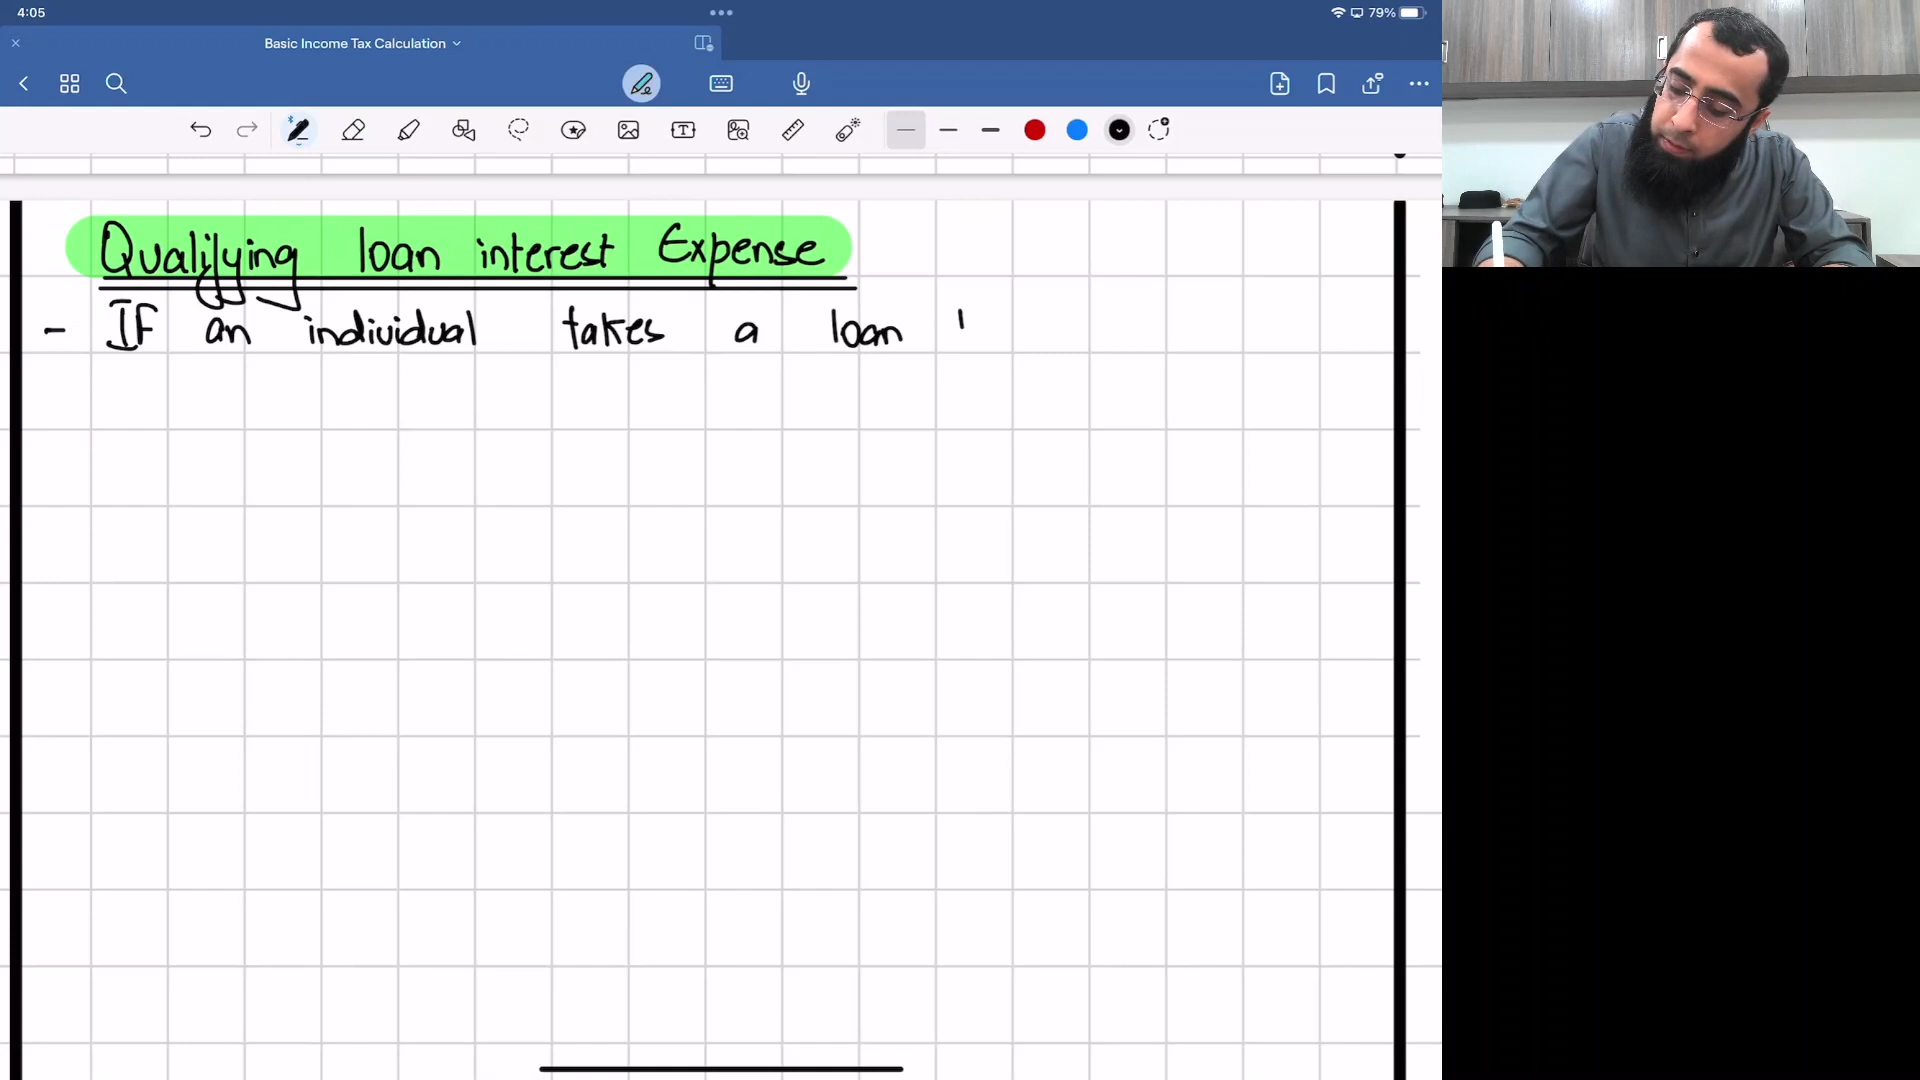 4:05
79%
Basic Income Tax Calculation
Qualifying loan interest Expense
- IF an individual takes a loan